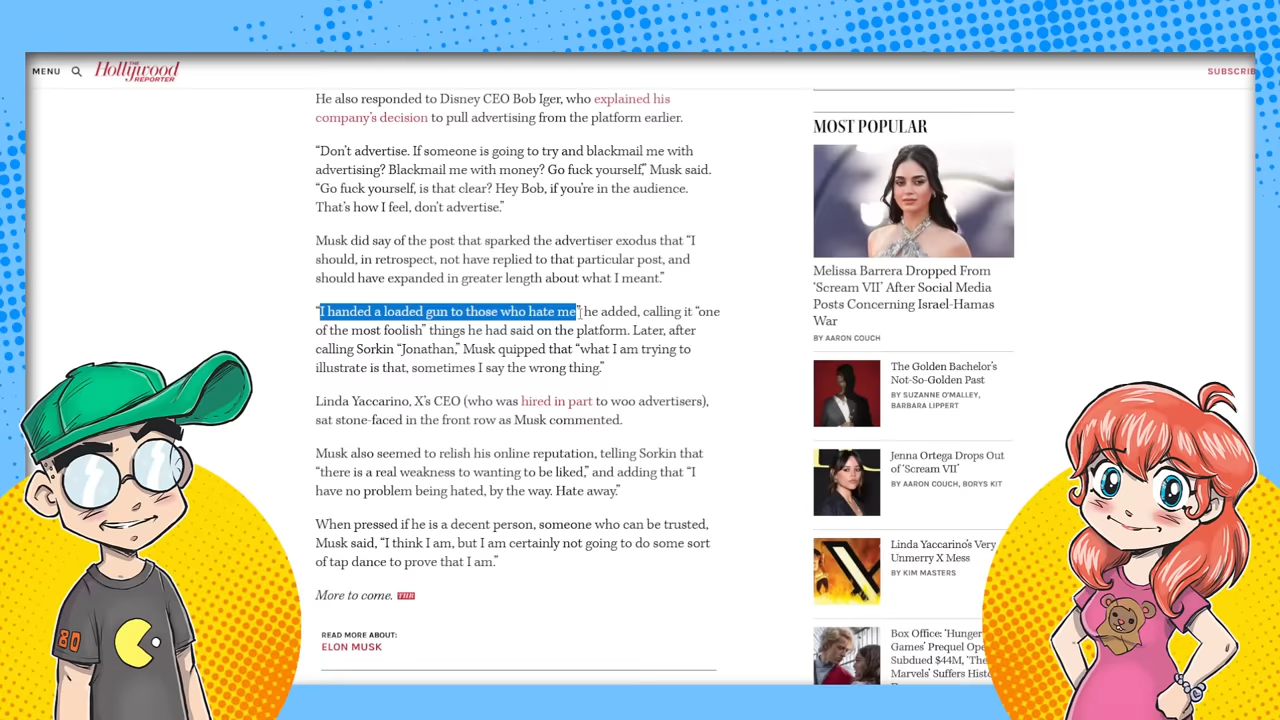 MENU
THE
Hollywood
REPORTER
SUBSCRIB
He also responded to Disney CEO Bob Iger, who explained his
company's decision to pull advertising from the platform earlier.
“Don't advertise. If someone is going to try and blackmail me with
advertising? Blackmail me with money? Go fuck yourself,” Musk said.
“Go fuck yourself, is that clear? Hey Bob, if you're in the audience.
That's how I feel, don't advertise.”
Musk did say of the post that sparked the advertiser exodus that “I
should, in retrospect, not have replied to that particular post, and
should have expanded in greater length about what I meant.”
“I handed a loaded gun to those who hate me” he added, calling it “one
of the most foolish” things he had said on the platform. Later, after
calling Sorkin “Jonathan,” Musk quipped that “what I am trying to
illustrate is that, sometimes I say the wrong thing.”
Linda Yaccarino, X's CEO (who was hired in part to woo advertisers),
sat stone-faced in the front row as Musk commented.
Musk also seemed to relish his online reputation, telling Sorkin that
“there is a real weakness to wanting to be liked,” and adding that “I
have no problem being hated, by the way. Hate away.”
When pressed if he is a decent person, someone who can be trusted,
Musk said, “I think I am, but I am certainly not going to do some sort
of tap dance to prove that I am.”
More to come. THR
READ MORE ABOUT:
ELON MUSK
MOST POPULAR
Melissa Barrera Dropped From
‘Scream VII’ After Social Media
Posts Concerning Israel-Hamas
War
BY AARON COUCH
The Golden Bachelor's
Not-So-Golden Past
BY SUZANNE O'MALLEY,
BARBARA LIPPERT
Jenna Ortega Drops Out
of ‘Scream VII’
BY AARON COUCH, BORYS KIT
Linda Yaccarino's Very
Unmerry X Mess
BY KIM MASTERS
Box Office: ‘Hunger
Games’ Prequel Ope
Subdued $44M, ‘The
Marvels’ Suffers Histo
80